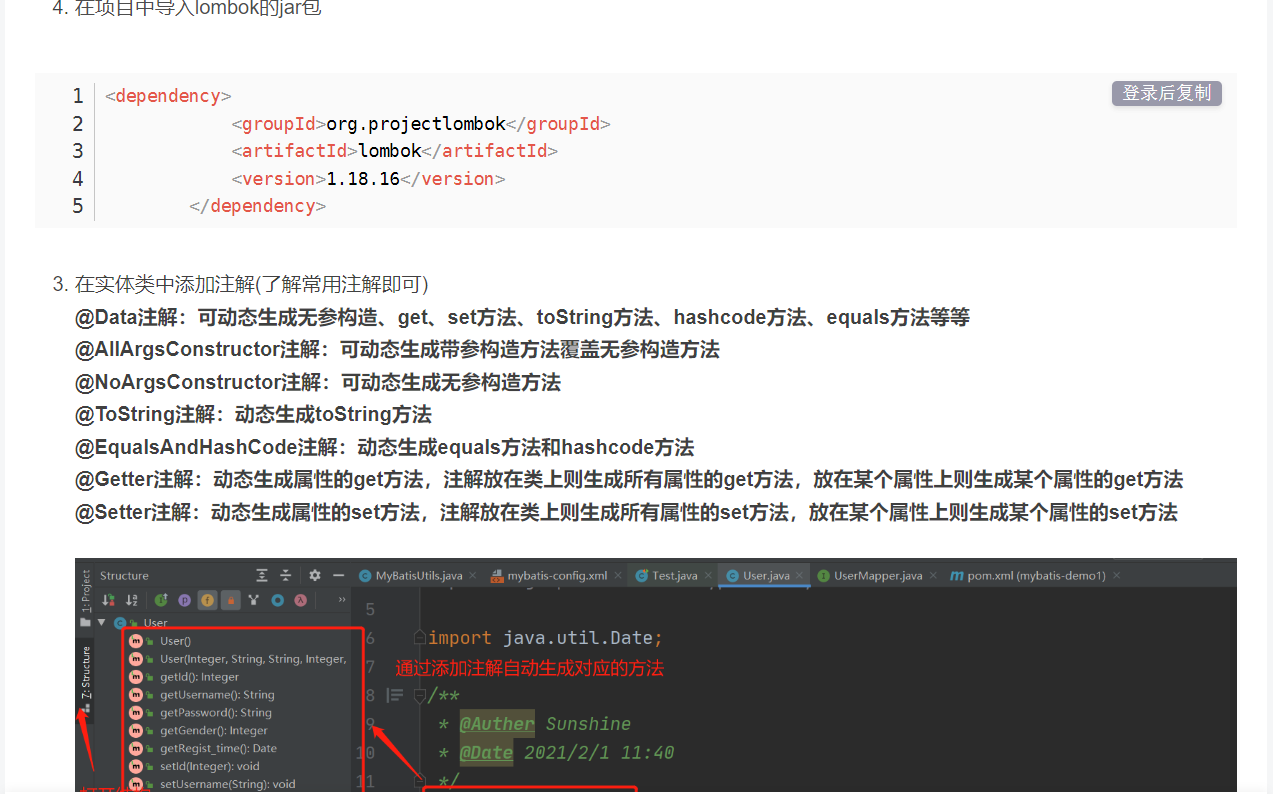 4. 在项目中导入lombok的jar包
登录后复制
1 <dependency>
2 <groupId>org.projectlombok</groupId>
3 <artifactId>lombok</artifactId>
4 <version>1.18.16</version>
5 </dependency>
3. 在实体类中添加注解(了解常用注解即可)
@Data注解：可动态生成无参构造、get、set方法、toString方法、hashcode方法、equals方法等等
@AllArgsConstructor注解：可动态生成带参构造方法覆盖无参构造方法
@NoArgsConstructor注解：可动态生成无参构造方法
@ToString注解：动态生成toString方法
@EqualsAndHashCode注解：动态生成equals方法和hashcode方法
@Getter注解：动态生成属性的get方法，注解放在类上则生成所有属性的get方法，放在某个属性上则生成某个属性的get方法
@Setter注解：动态生成属性的set方法，注解放在类上则生成所有属性的set方法，放在某个属性上则生成某个属性的set方法
1: Project
Structure
MyBatisUtils.java
mybatis-config.xml
Test.java
User.java
UserMapper.java
pom.xml (mybatis-demo1)
User
7: Structure
User()
User(Integer, String, String, Integer,
getId(): Integer
getUsername(): String
getPassword(): String
getGender(): Integer
getRegist_time(): Date
setId(Integer): void
setUsername(String): void
5
6 import java.util.Date;
7 通过添加注解自动生成对应的方法
8 /**
9 * @Auther Sunshine
10 * @Date 2021/2/1 11:40
11 */